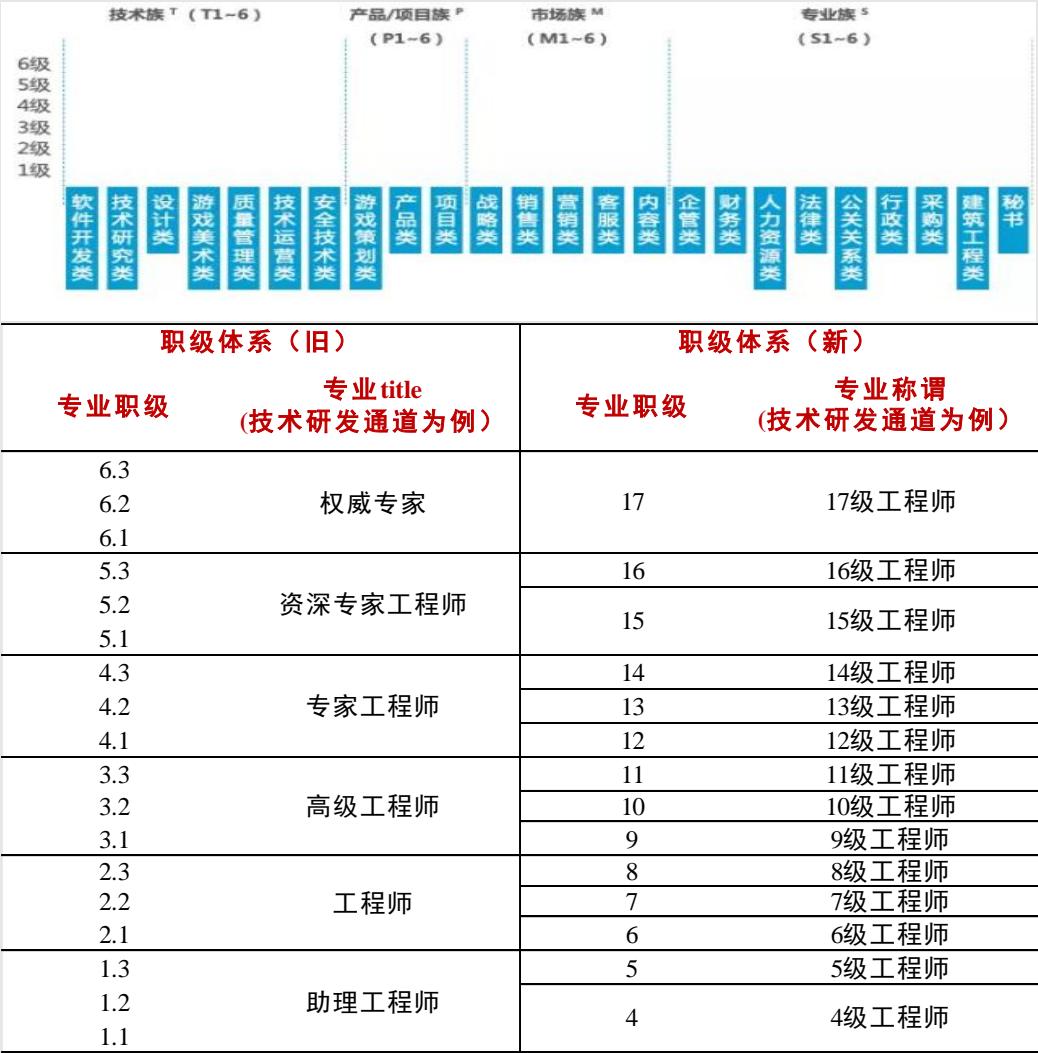 技术族 T （T1~6）
产品/项目族 P
（P1~6）
市场族 M
（M1~6）
专业族 S
（S1~6）
6级
5级
4级
3级
2级
1级
软件开发类
技术研究类
设计类
游戏美术类
质量管理类
技术运营类
安全技术类
游戏策划类
产品类
项目类
战略类
销售类
营销类
客服类
内容类
企管类
财务类
人力资源类
法律类
公关关系类
行政类
采购类
建筑工程类
秘书
职级体系（旧） 职级体系（新）
专业职级
专业title
(技术研发通道为例）
专业职级
专业称谓
(技术研发通道为例）
6.3
6.2 权威专家 17 17级工程师
6.1
5.3 16 16级工程师
5.2 资深专家工程师
15 15级工程师
5.1
4.3 14 14级工程师
4.2 专家工程师 13 13级工程师
4.1 12 12级工程师
3.3 11 11级工程师
3.2 高级工程师 10 10级工程师
3.1 9 9级工程师
2.3 8 8级工程师
2.2 工程师 7 7级工程师
2.1 6 6级工程师
1.3 5 5级工程师
1.2 助理工程师
4 4级工程师
1.1